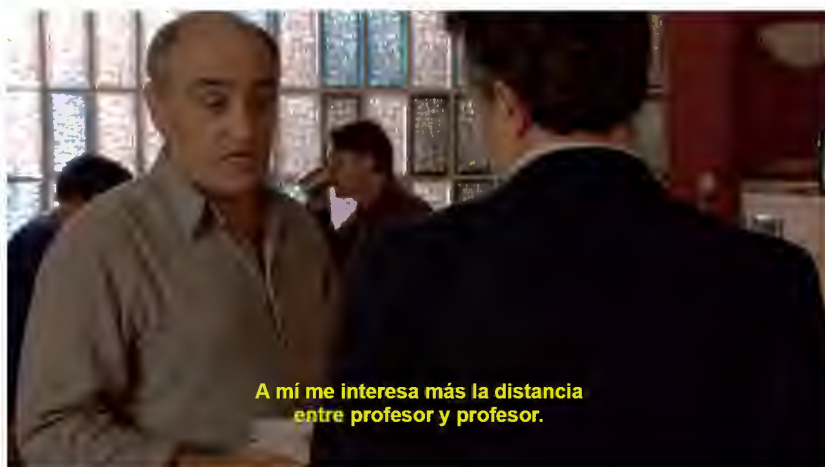 A mí me interesa más la distancia
entre profesor y profesor.